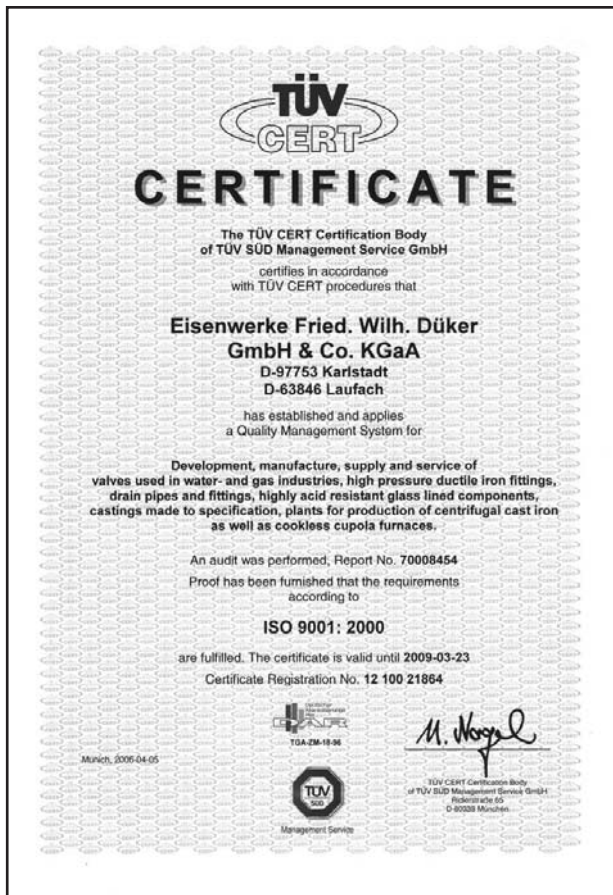 TÜV
CERT
CERTIFICATE
The TÜV CERT Certification Body
of TÜV SÜD Management Service GmbH
certifies in accordance
with TÜV CERT procedures that
Eisenwerke Fried. Wilh. Düker
GmbH & Co. KGaA
D-97753 Karlstadt
D-63846 Laufach
has established and applies
a Quality Management System for
Development, manufacture, supply and service of
valves used in water- and gas industries, high pressure ductile iron fittings,
drain pipes and fittings, highly acid resistant glass lined components,
castings made to specification, plants for production of centrifugal cast iron
as well as cookless cupola furnaces.
An audit was performed, Report No. 70008454
Proof has been furnished that the requirements
according to
ISO 9001: 2000
are fulfilled. The certificate is valid until 2009-03-23
Certificate Registration No. 12 100 21864
DAR
TGA-ZM-18-96
M. Nagel
Munich, 2006-04-05
TÜV
SÜD
Management Service
TÜV CERT Certification Body
of TÜV SÜD Management Service GmbH
Ridlerstraße 65
D-80339 München